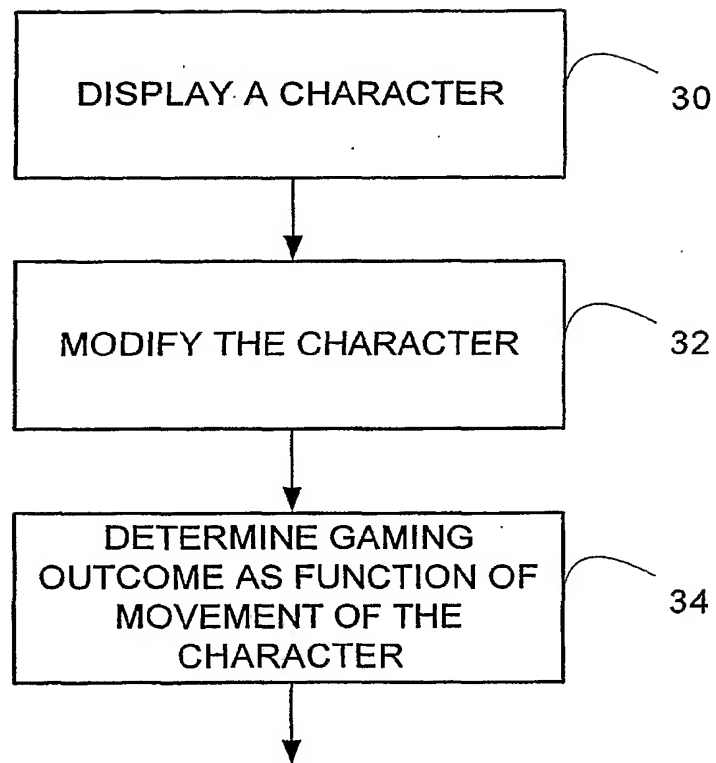 DISPLAY A CHARACTER
30
MODIFY THE CHARACTER
32
DETERMINE GAMING
OUTCOME AS FUNCTION OF
MOVEMENT OF THE
CHARACTER
34